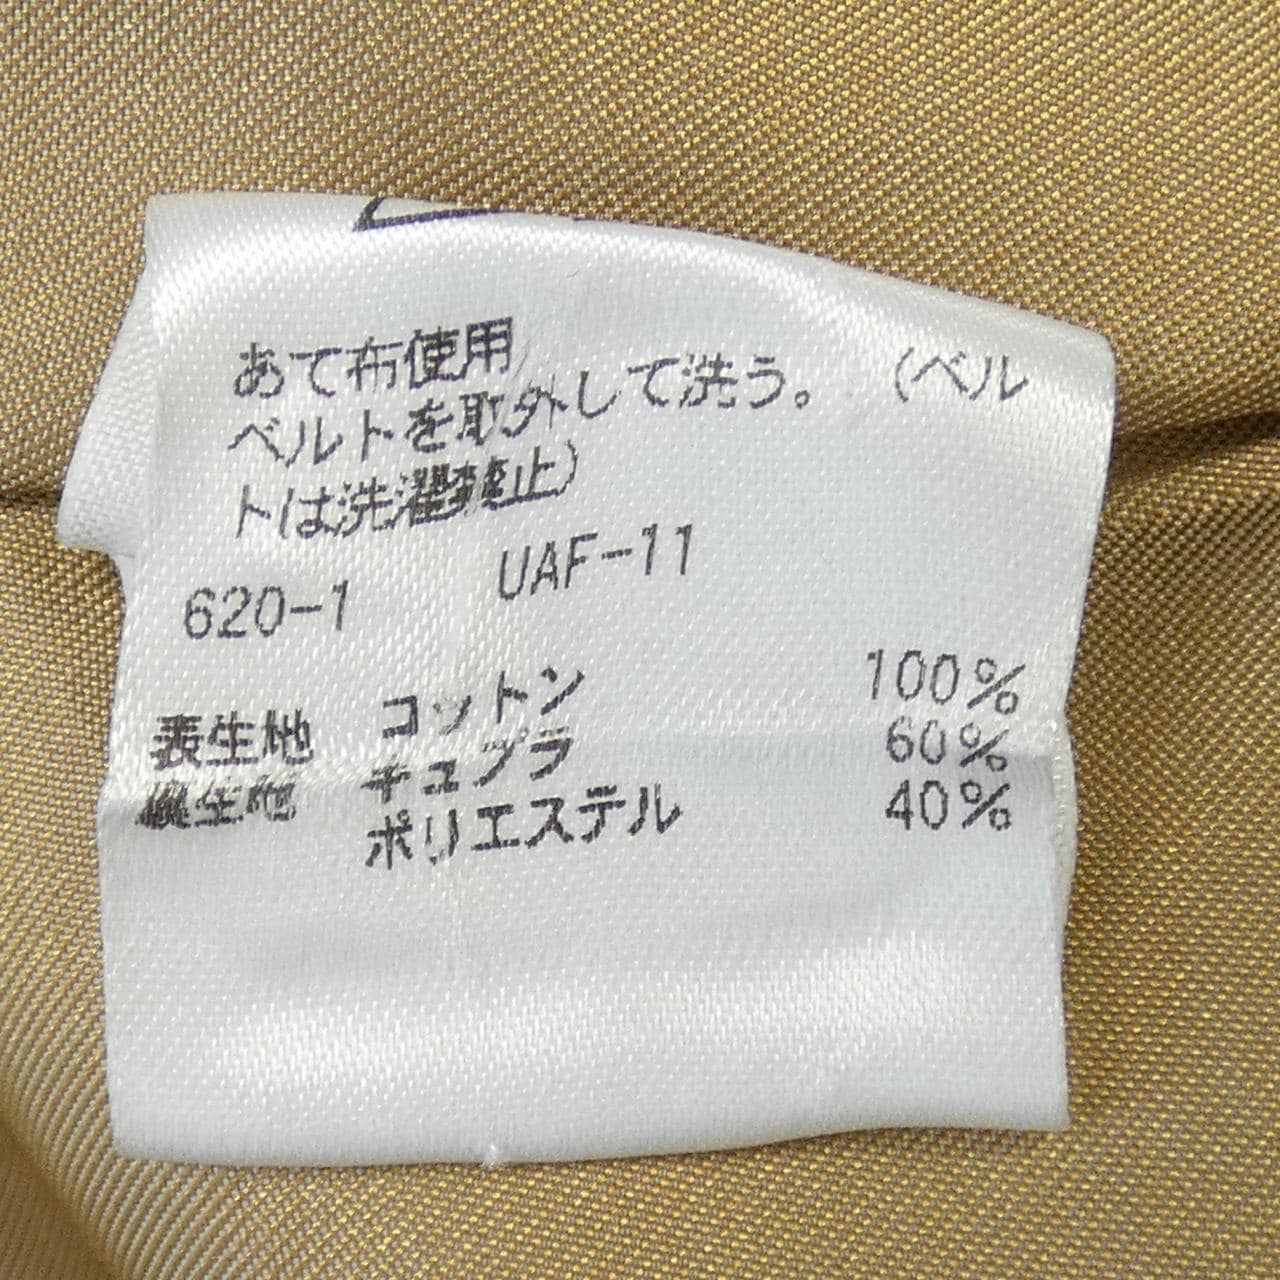 あて布使用
ベルトを取外して洗う。 (ベル
トは洗濯禁止)
620-1 UAF-11
表生地 コットン 100%
裏生地 キュプラ 60%
ポリエステル 40%